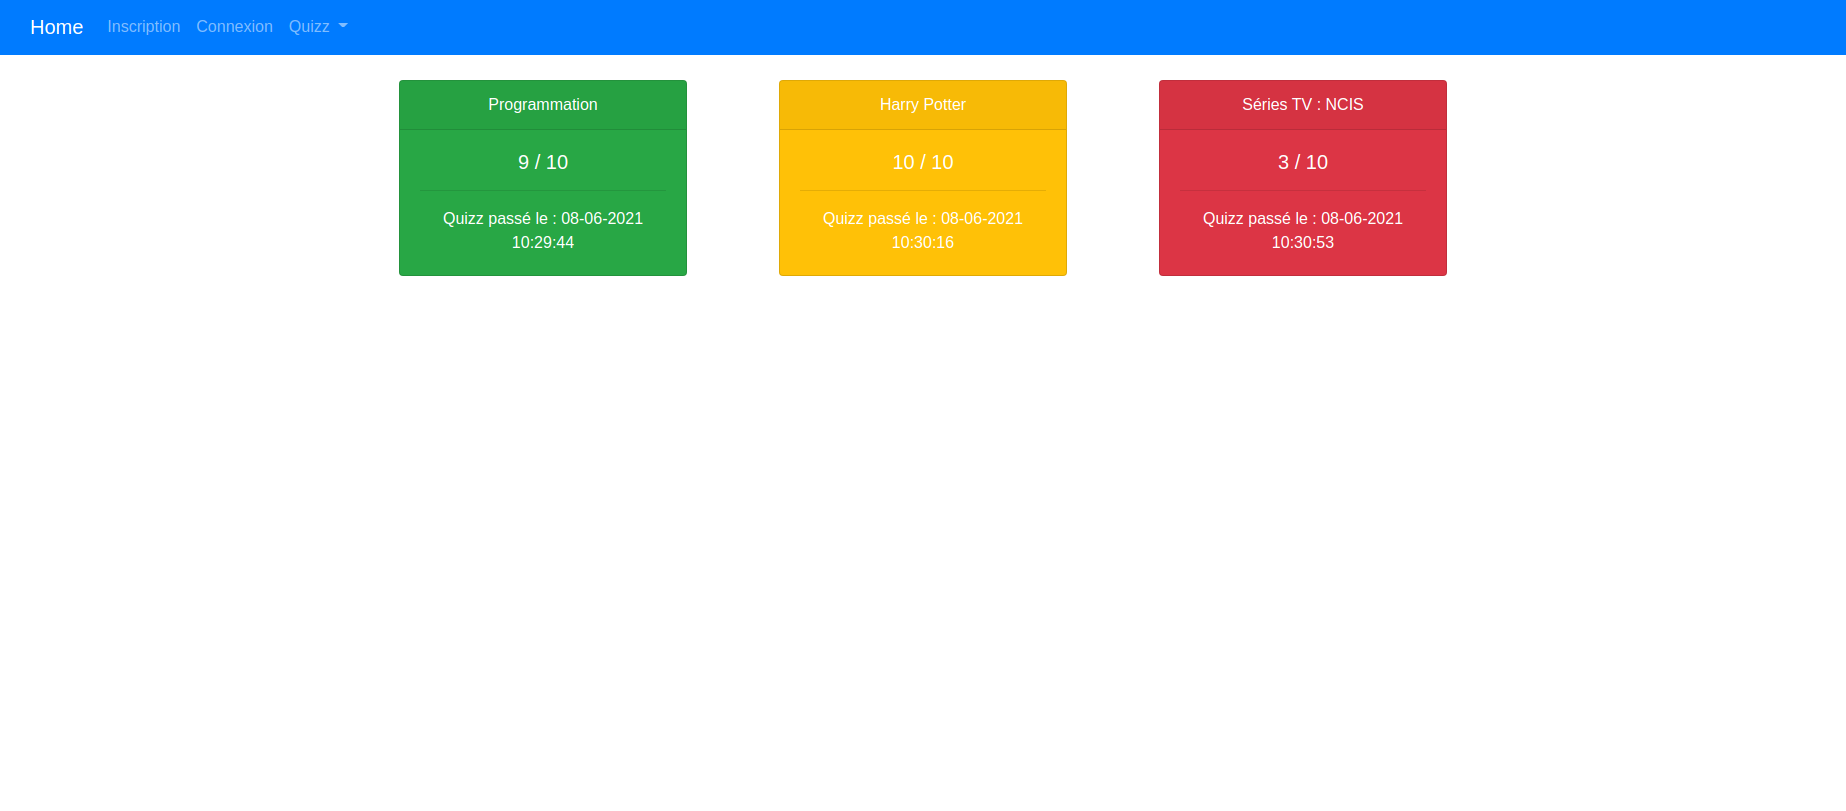 Home Inscription Connexion Quizz
Programmation
9 / 10
Quizz passé le : 08-06-2021
10:29:44
Harry Potter
10 / 10
Quizz passé le : 08-06-2021
10:30:16
Séries TV : NCIS
3 / 10
Quizz passé le : 08-06-2021
10:30:53